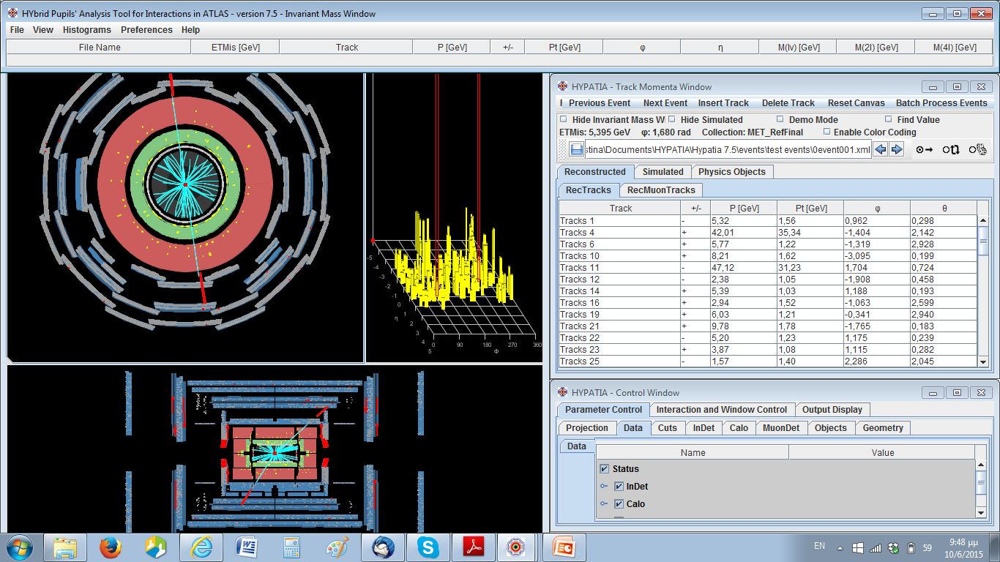 HYbrid Pupils' Analysis Tool for Interactions in ATLAS - version 7.5 - Invariant Mass Window
File View Histograms Preferences Help
File Name ETMis [GeV] Track P [GeV] +/- Pt [GeV] φ η M(lv) [GeV] M(2l) [GeV] M(4l) [GeV]
-5
-4
-3
-2
-1
0
1
2
3
4
5
η
0 90 180 270 360
Φ
HYPATIA - Track Momenta Window
Previous Event Next Event Insert Track Delete Track Reset Canvas Batch Process Events
Hide Invariant Mass W Hide Simulated Demo Mode Find Value
ETMis: 5,395 GeV φ: 1,680 rad Collection: MET_RefFinal Enable Color Coding
stina\Documents\HYPATIA\Hypatia 7.5\events\test events\0event001.xml
Reconstructed Simulated Physics Objects
RecTracks RecMuonTracks
Track +/- P [GeV] Pt [GeV] φ θ
Tracks 1 - 5,32 1,56 0,962 0,298
Tracks 4 + 42,01 35,34 -1,404 2,142
Tracks 6 + 5,77 1,22 -1,319 2,928
Tracks 10 + 8,21 1,62 -3,095 0,199
Tracks 11 - 47,12 31,23 1,704 0,724
Tracks 12 - 2,38 1,05 -1,908 0,458
Tracks 14 + 5,39 1,03 1,188 0,193
Tracks 16 + 2,94 1,52 -1,063 2,599
Tracks 19 + 6,03 1,21 -0,341 2,940
Tracks 21 + 9,78 1,78 -1,765 0,183
Tracks 22 - 5,20 1,23 1,175 0,239
Tracks 23 + 3,87 1,08 1,115 0,282
Tracks 25 - 1,57 1,40 2,286 2,045
HYPATIA - Control Window
Parameter Control Interaction and Window Control Output Display
Projection Data Cuts InDet Calo MuonDet Objects Geometry
Data
Name Value
Status
InDet
Calo
EN 59 9:48 μμ
10/6/2015